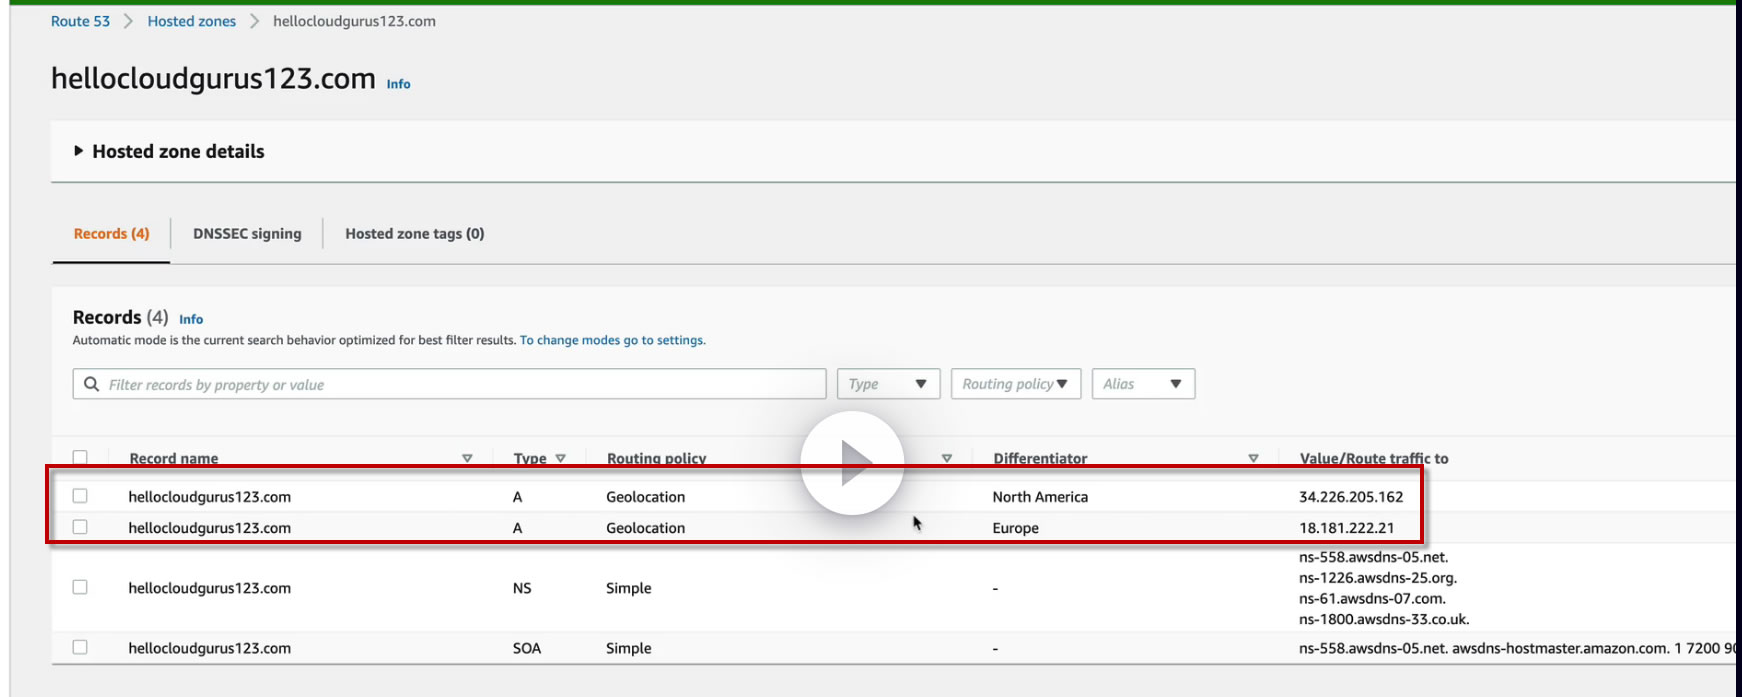 Route 53 > Hosted zones > hellocloudgurus123.com
hellocloudgurus123.com Info
Hosted zone details
Records (4) DNSSEC signing Hosted zone tags (0)
Records (4) Info
Automatic mode is the current search behavior optimized for best filter results. To change modes go to settings.
Filter records by property or value Type Routing policy Alias
Record name Type Routing policy Differentiator Value/Route traffic to
hellocloudgurus123.com A Geolocation North America 34.226.205.162
hellocloudgurus123.com A Geolocation Europe 18.181.222.21
hellocloudgurus123.com NS Simple - ns-558.awsdns-05.net.
ns-1226.awsdns-25.org.
ns-61.awsdns-07.com.
ns-1800.awsdns-33.co.uk.
hellocloudgurus123.com SOA Simple - ns-558.awsdns-05.net. awsdns-hostmaster.amazon.com. 1 7200